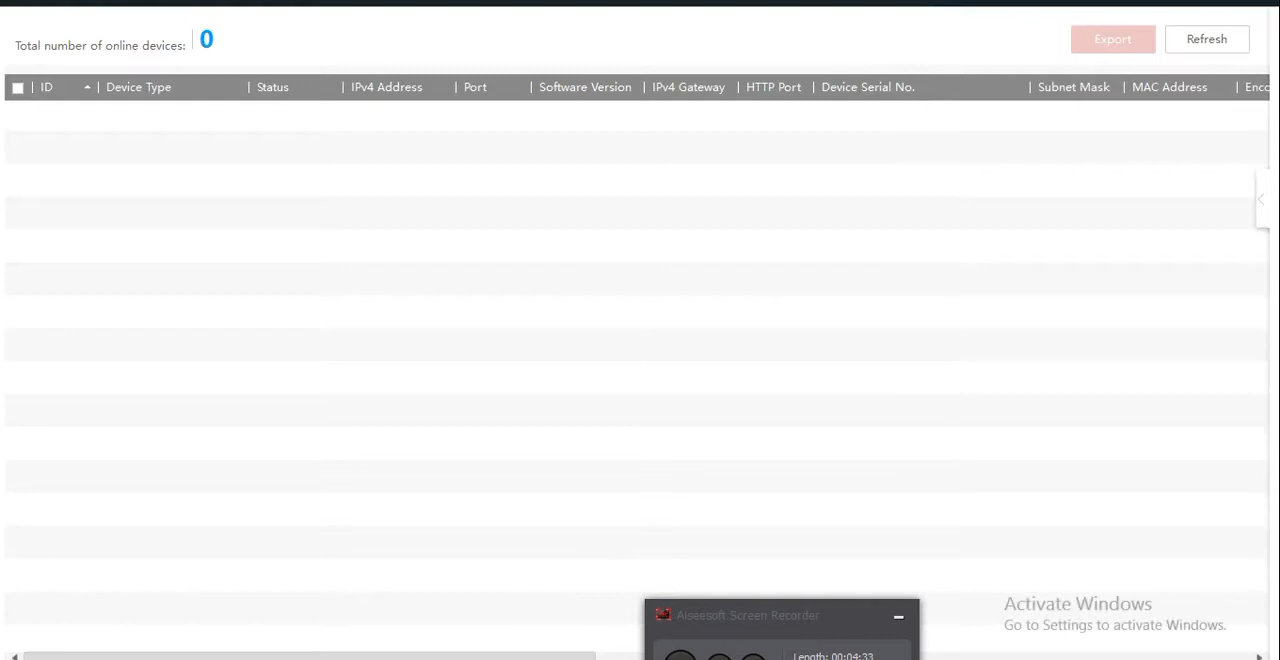 Total number of online devices: 0
Export
Refresh
ID
Device Type
Status
IPv4 Address
Port
Software Version
IPv4 Gateway
HTTP Port
Device Serial No.
Subnet Mask
MAC Address
Enco
Aiseesoft Screen Recorder
Length: 00:04:33
Activate Windows
Go to Settings to activate Windows.